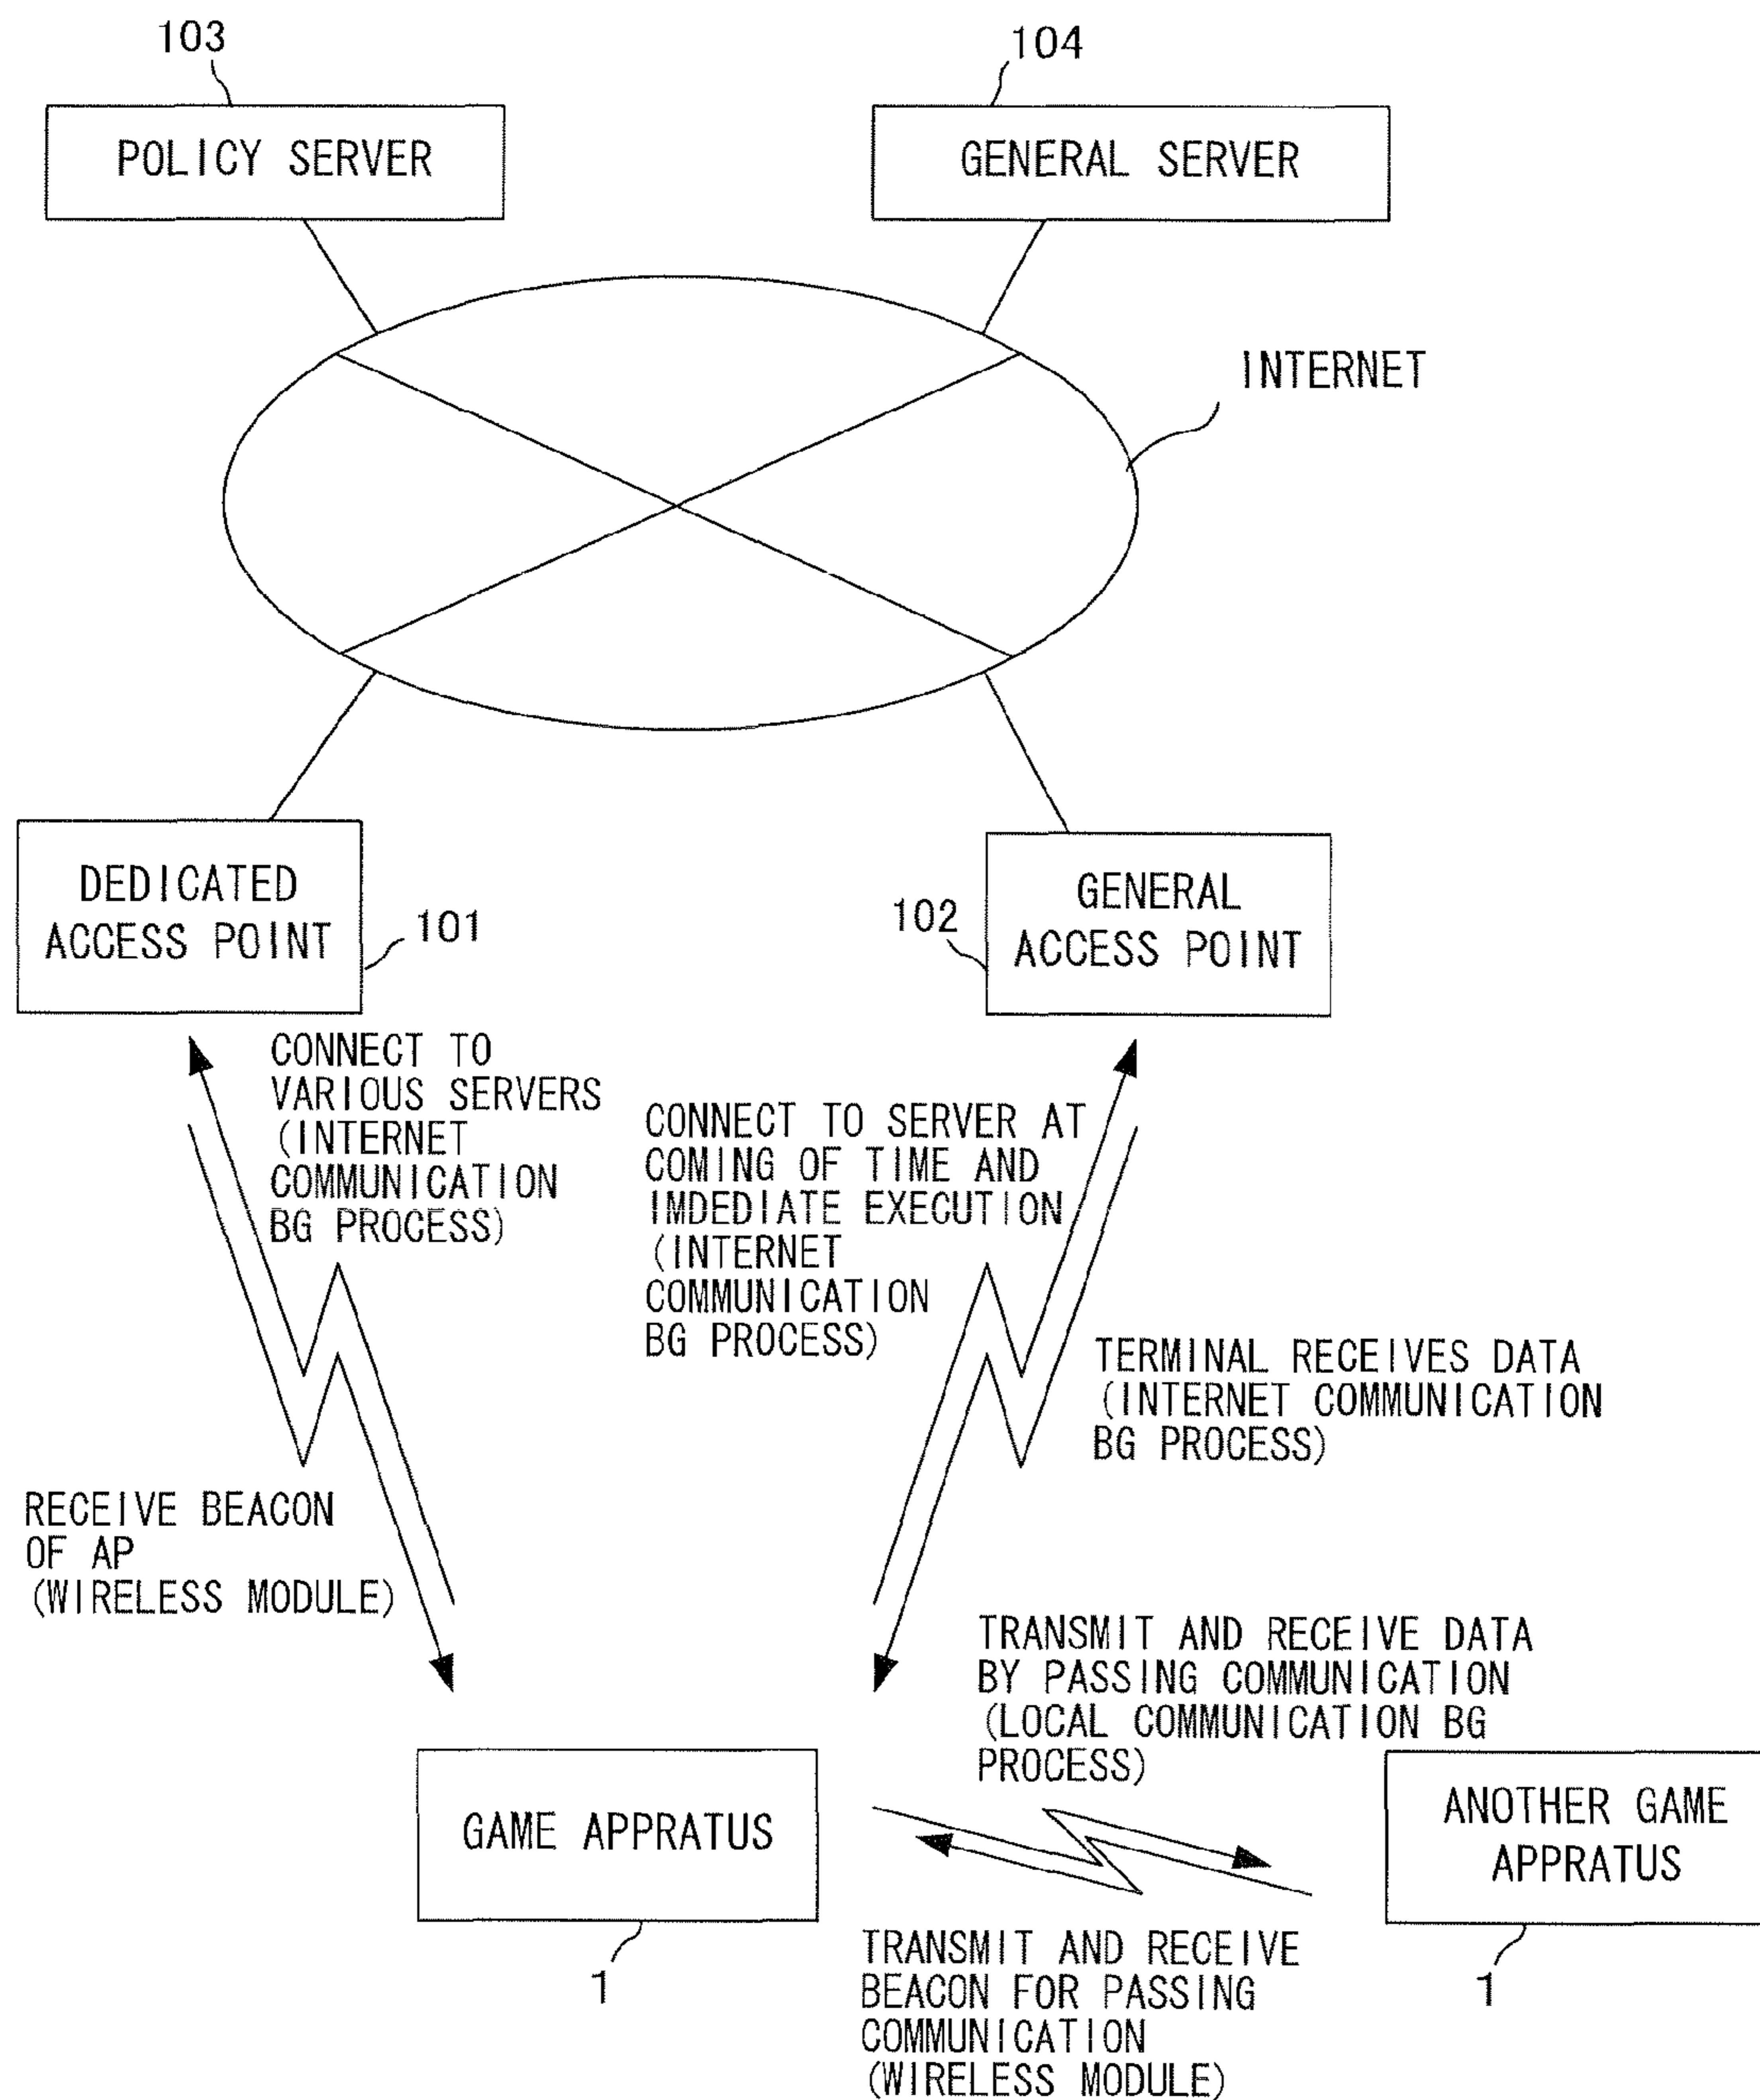 103
104
POLICY SERVER
GENERAL SERVER
INTERNET
DEDICATED
ACCESS POINT
101
GENERAL
ACCESS POINT
102
CONNECT TO
VARIOUS SERVERS
(INTERNET
COMMUNICATION
BG PROCESS)
CONNECT TO SERVER AT
COMING OF TIME AND
IMDEDIATE EXECUTION
(INTERNET
COMMUNICATION
BG PROCESS)
TERMINAL RECEIVES DATA
(INTERNET COMMUNICATION
BG PROCESS)
RECEIVE BEACON
OF AP
(WIRELESS MODULE)
TRANSMIT AND RECEIVE DATA
BY PASSING COMMUNICATION
(LOCAL COMMUNICATION BG
PROCESS)
GAME APPRATUS
1
ANOTHER GAME
APPRATUS
1
TRANSMIT AND RECEIVE
BEACON FOR PASSING
COMMUNICATION
(WIRELESS MODULE)